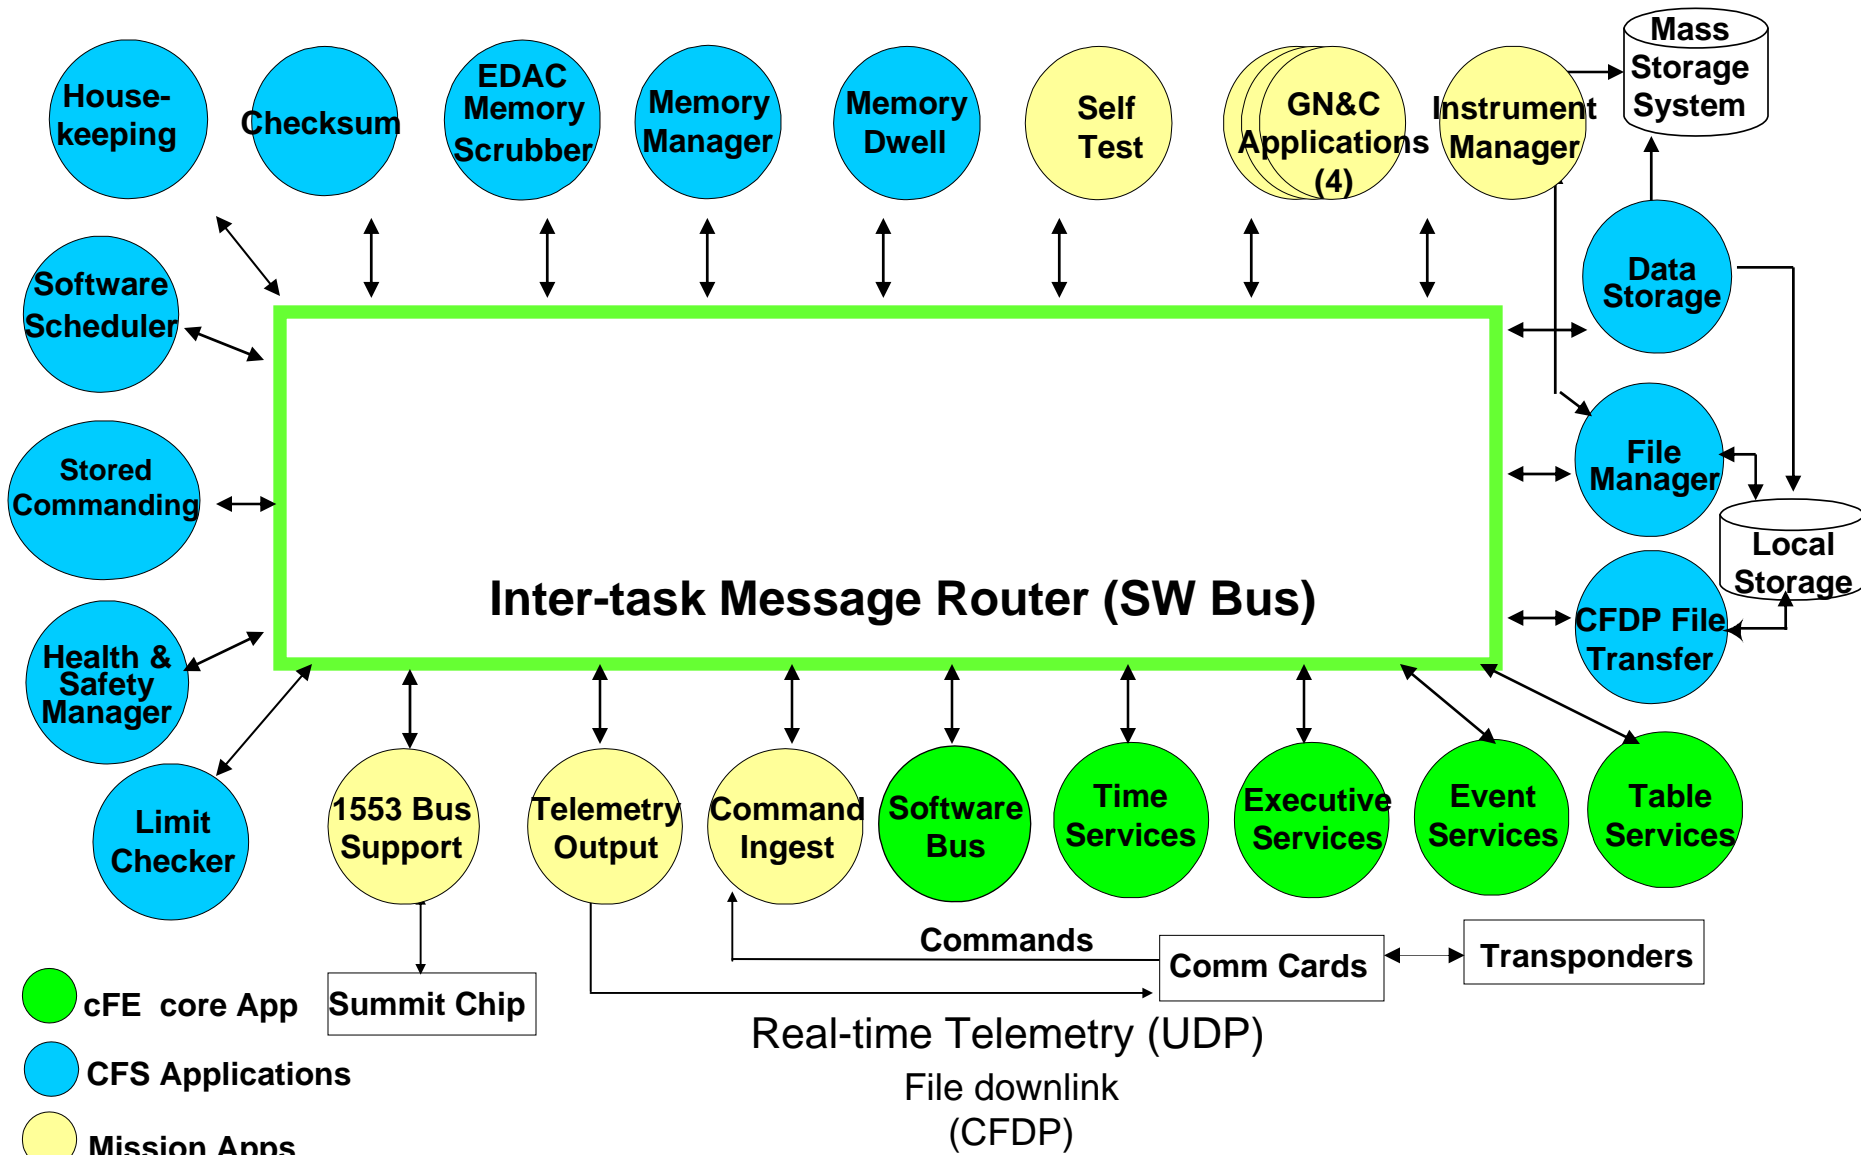 House-
keeping
Checksum
EDAC
Memory
Scrubber
Memory
Manager
Memory
Dwell
Self
Test
GN&C
Applications
(4)
Instrument
Manager
Mass
Storage
System
Software
Scheduler
Data
Storage
Stored
Commanding
File
Manager
Local
Storage
Inter-task Message Router (SW Bus)
CFDP File
Transfer
Health &
Safety
Manager
Limit
Checker
1553 Bus
Support
Telemetry
Output
Command
Ingest
Software
Bus
Time
Services
Executive
Services
Event
Services
Table
Services
Commands
Comm Cards
Transponders
Summit Chip
Real-time Telemetry (UDP)
File downlink
(CFDP)
cFE core App
CFS Applications
Mission Apps